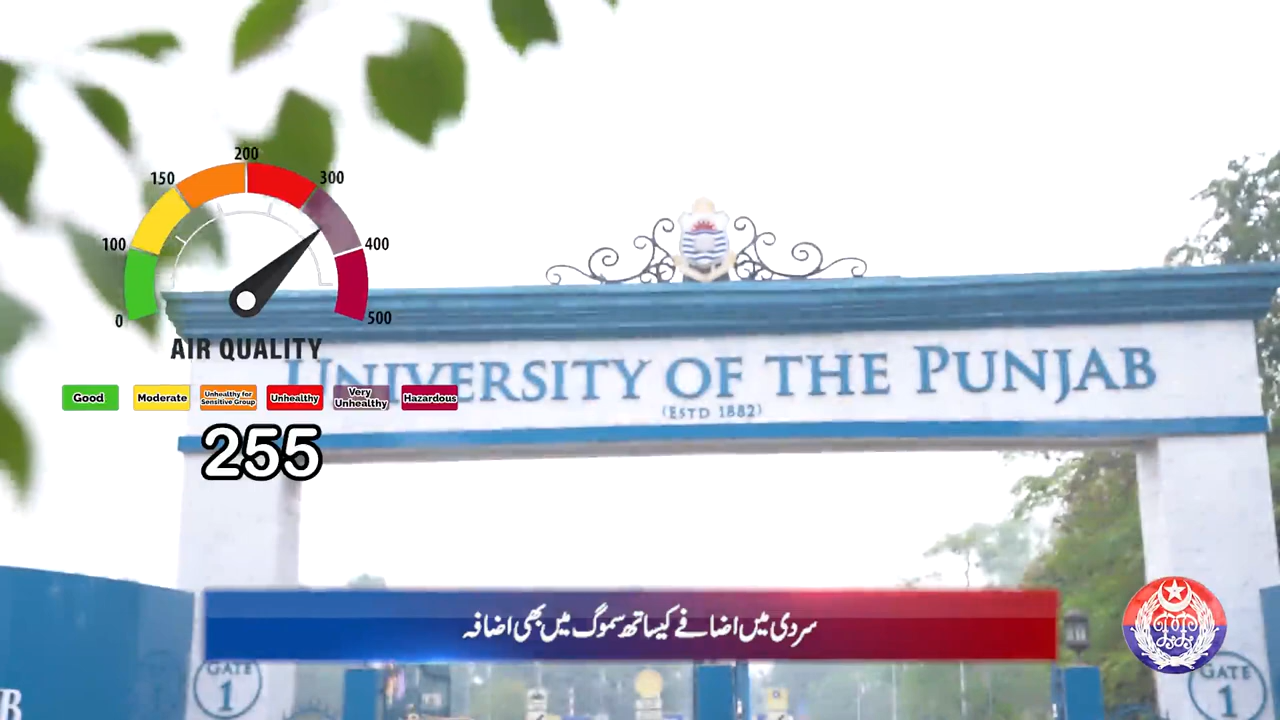 200
150
300
100
400
0
500
AIR QUALITY
Good
Moderate
Unhealthy for
Sensitive Group
Unhealthy
Very
Unhealthy
Hazardous
255
UNIVERSITY OF THE PUNJAB
(ESTD 1882)
سردی میں اضافے کیساتھ سموگ میں بھی اضافہ
GATE
1
GATE
1